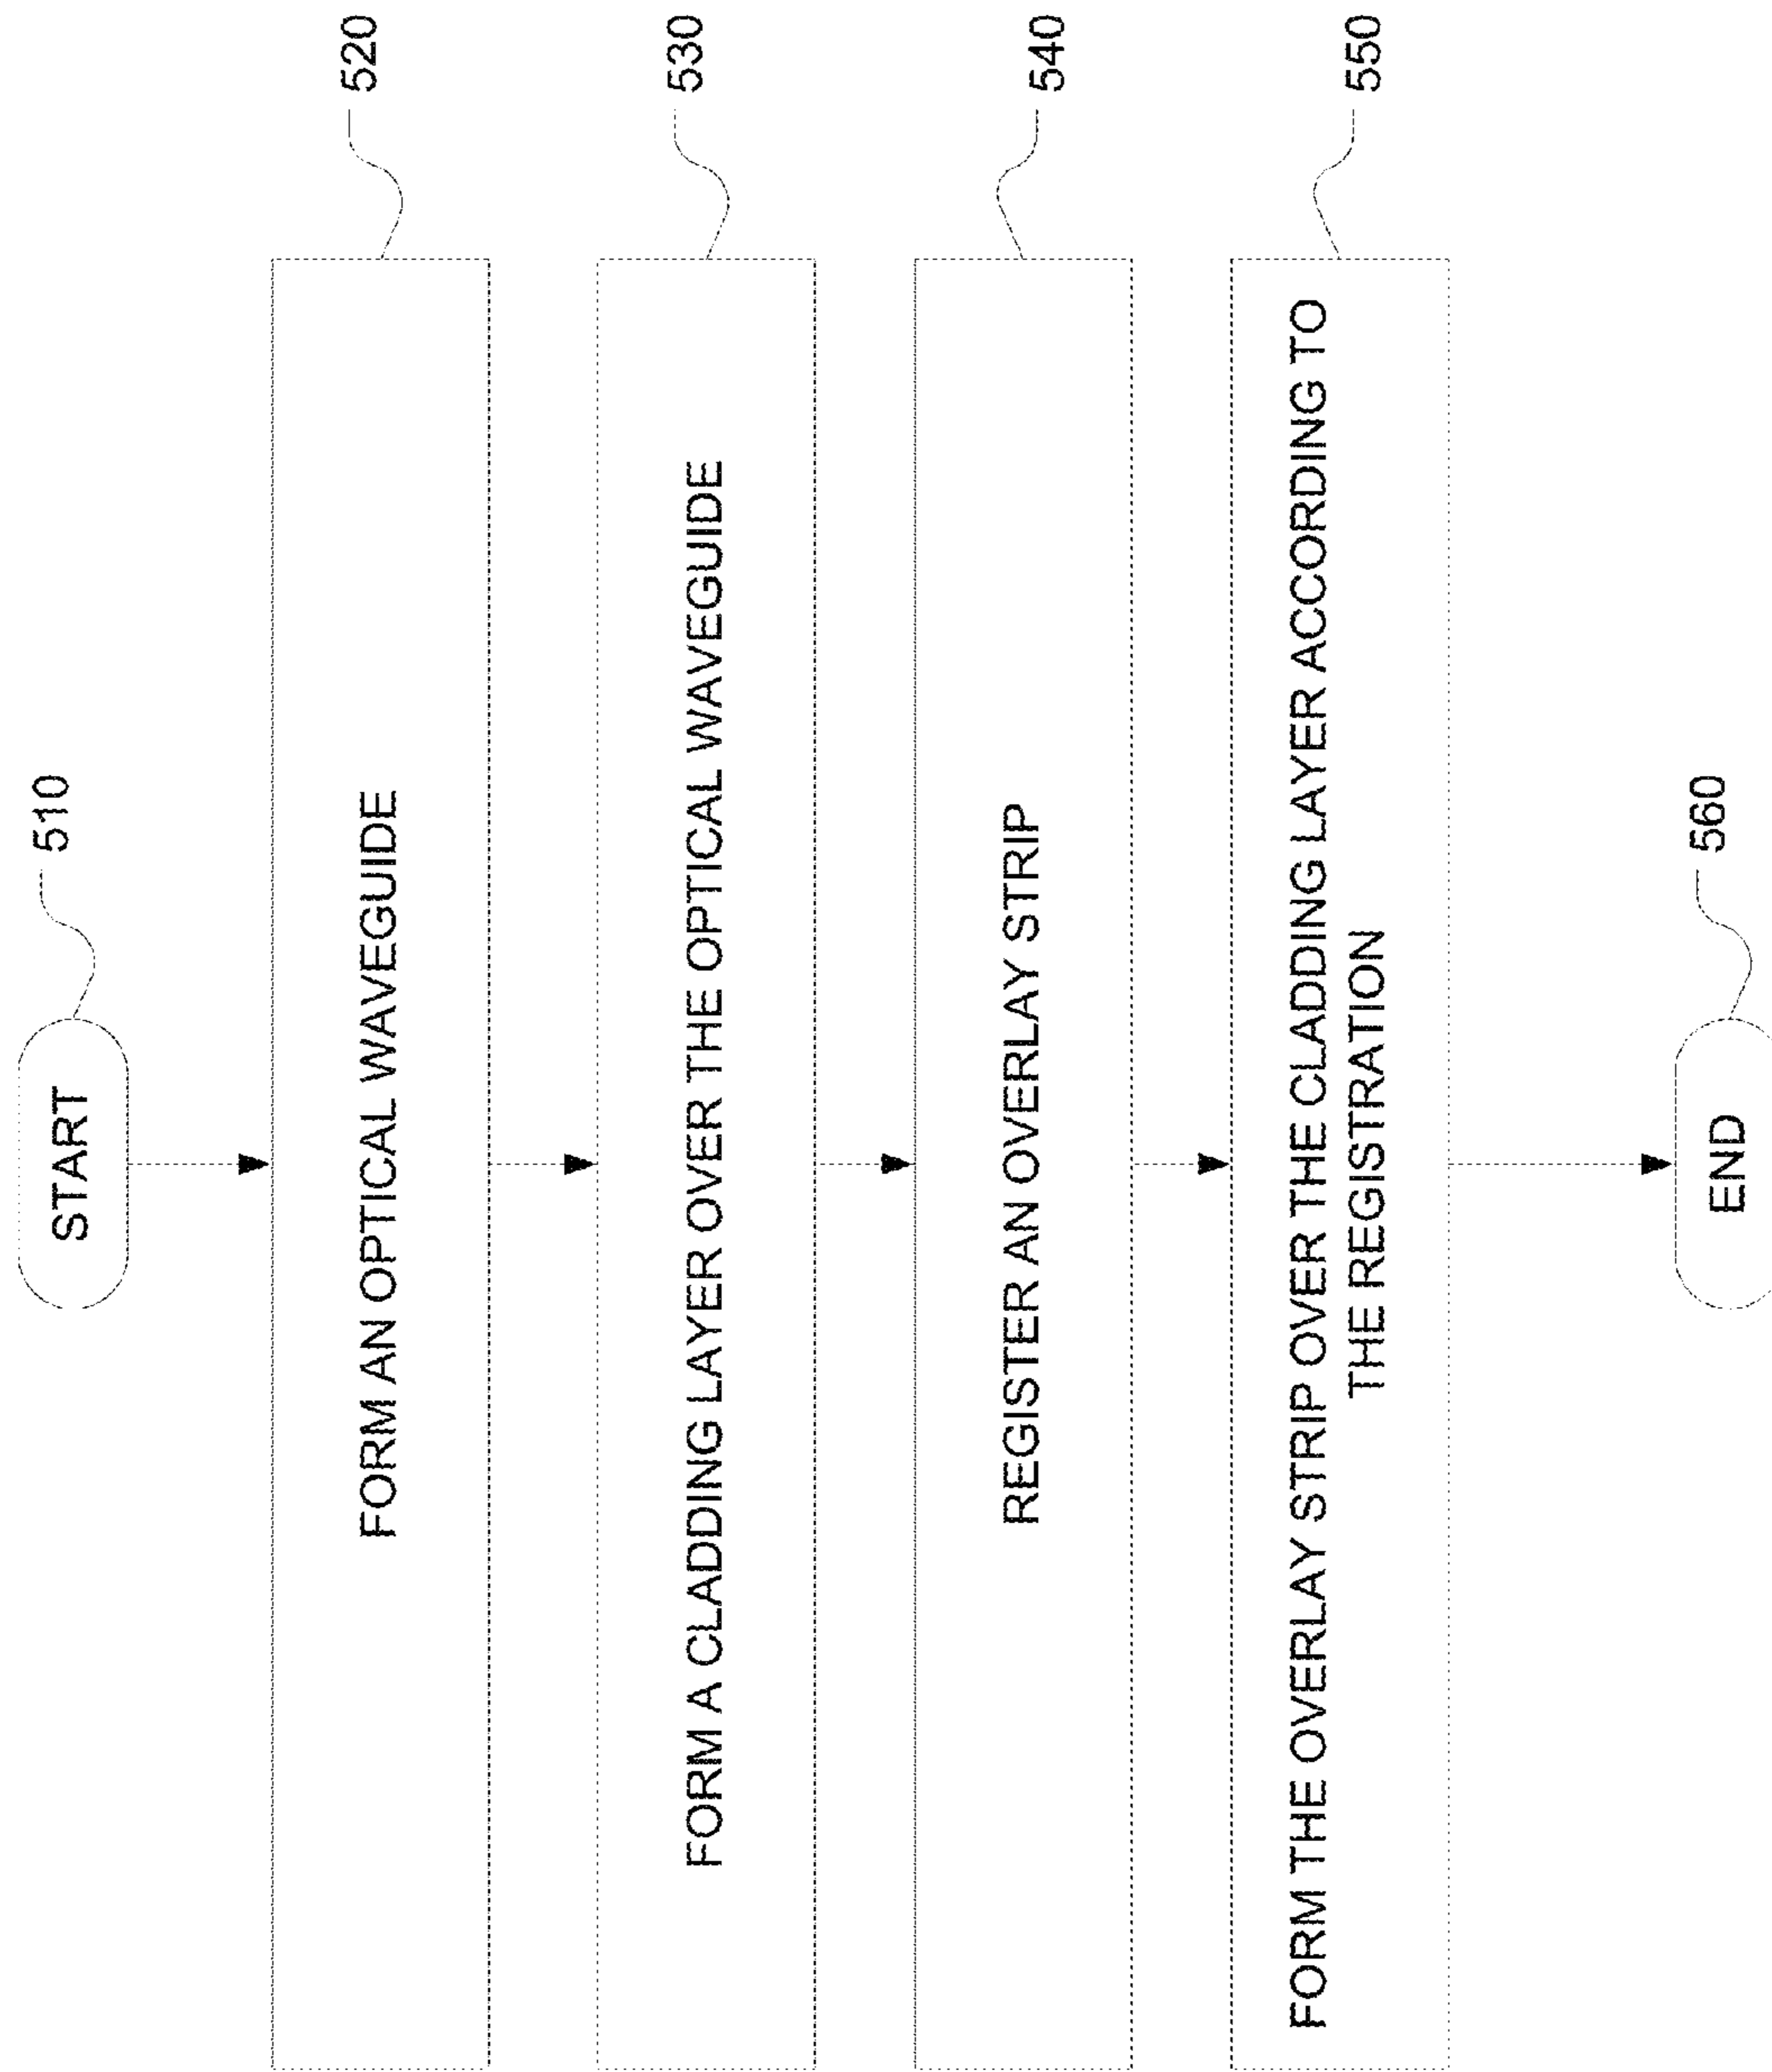 START
510
FORM AN OPTICAL WAVEGUIDE
520
FORM A CLADDING LAYER OVER THE OPTICAL WAVEGUIDE
530
REGISTER AN OVERLAY STRIP
540
FORM THE OVERLAY STRIP OVER THE CLADDING LAYER ACCORDING TO
THE REGISTRATION
550
END
560